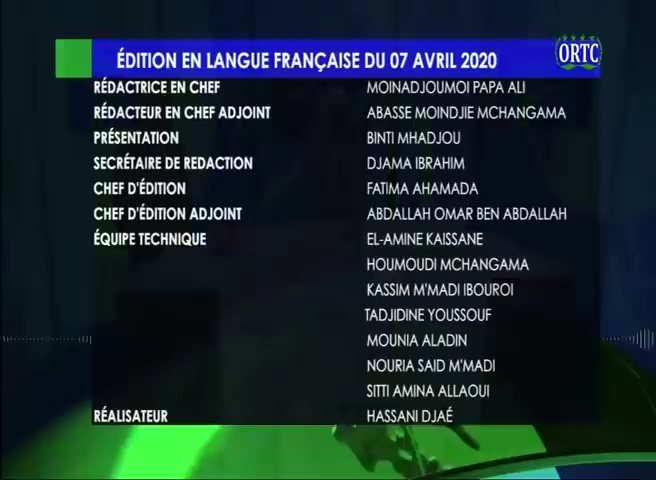 ÉDITION EN LANGUE FRANÇAISE DU 07 AVRIL 2020
ORTC
RÉDACTRICE EN CHEF MOINADJOUMOI PAPA ALI
RÉDACTEUR EN CHEF ADJOINT ABASSE MOINDJIE MCHANGAMA
PRÉSENTATION BINTI MHADJOU
SECRÉTAIRE DE REDACTION DJAMA IBRAHIM
CHEF D'ÉDITION FATIMA AHAMADA
CHEF D'ÉDITION ADJOINT ABDALLAH OMAR BEN ABDALLAH
ÉQUIPE TECHNIQUE EL-AMINE KAISSANE
HOUMOUDI MCHANGAMA
KASSIM M'MADI IBOUROI
TADJIDINE YOUSSOUF
MOUNIA ALADIN
NOURIA SAID M'MADI
SITTI AMINA ALLAOUI
RÉALISATEUR HASSANI DJAÉ